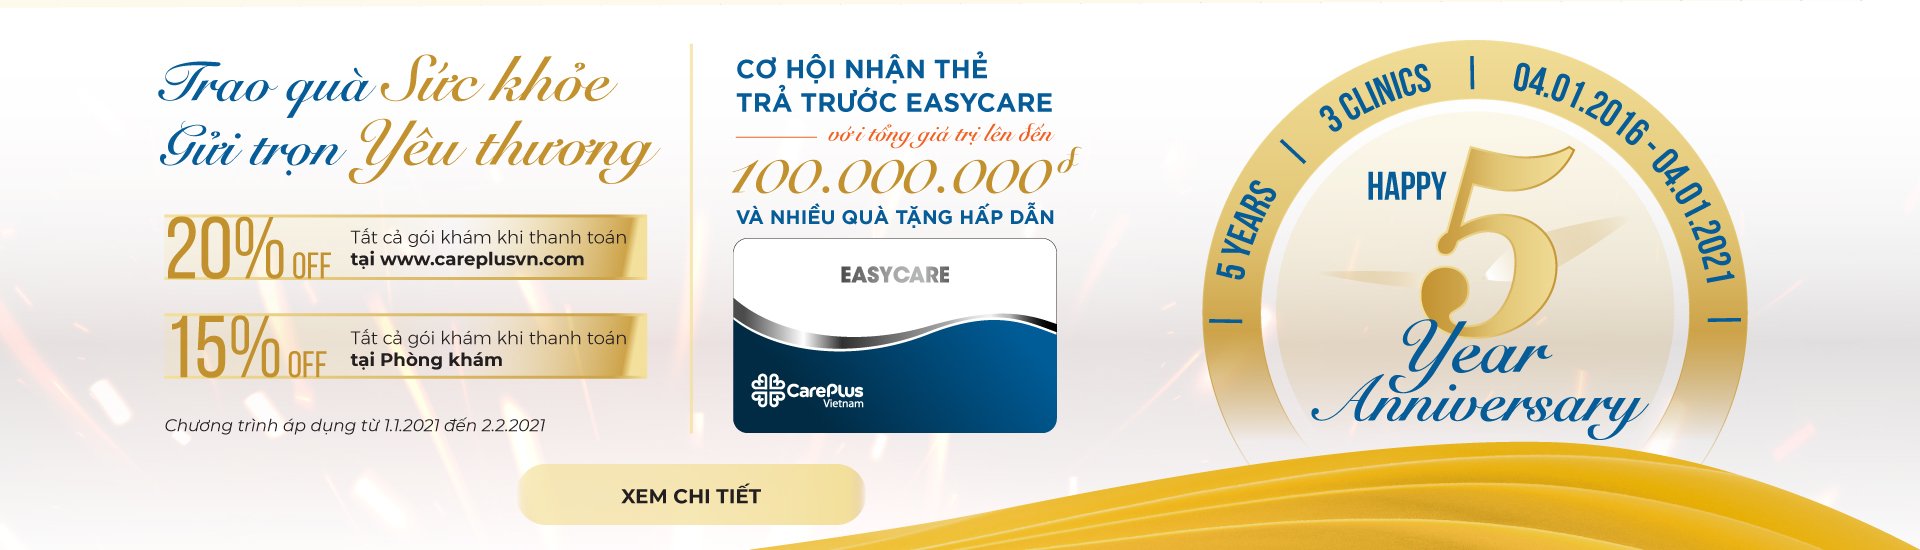 Trao quà Sức khỏe
Gửi trọn Yêu thương
20% OFF
Tất cả gói khám khi thanh toán
tại www.careplusvn.com
15% OFF
Tất cả gói khám khi thanh toán
tại Phòng khám
Chương trình áp dụng từ 1.1.2021 đến 2.2.2021
CƠ HỘI NHẬN THẺ
TRẢ TRƯỚC EASYCARE
với tổng giá trị lên đến
100.000.000đ
VÀ NHIỀU QUÀ TẶNG HẤP DẪN
EASYCARE
CarePlus
Vietnam
XEM CHI TIẾT
| 5 YEARS | 3 CLINICS | 04.01.2016 - 04.01.2021 |
HAPPY 5
Year
Anniversary